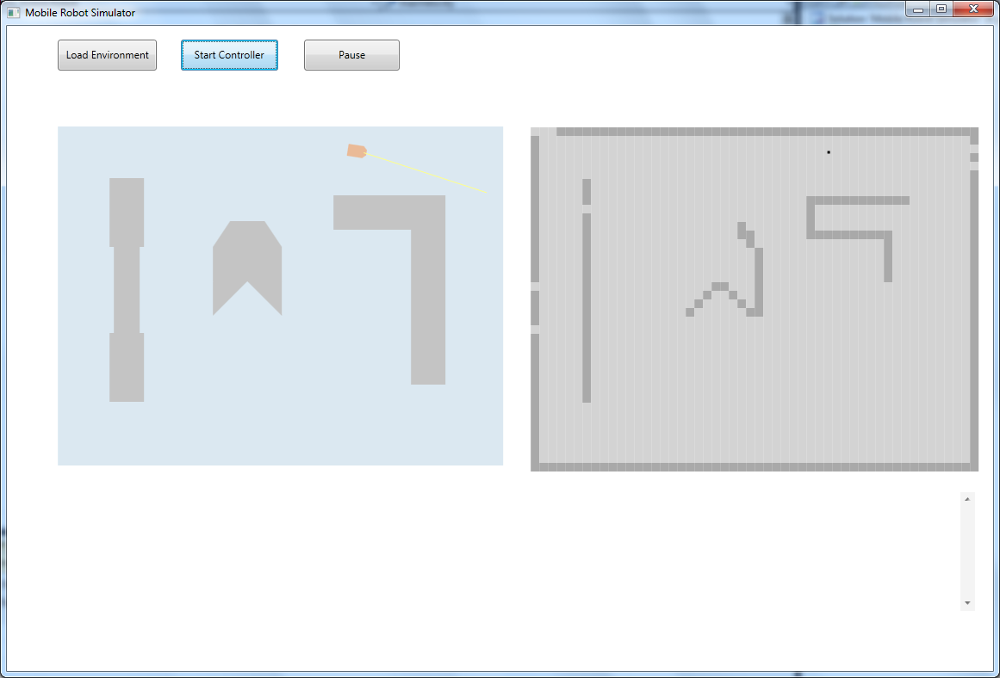 Mobile Robot Simulator
Load Environment
Start Controller
Pause